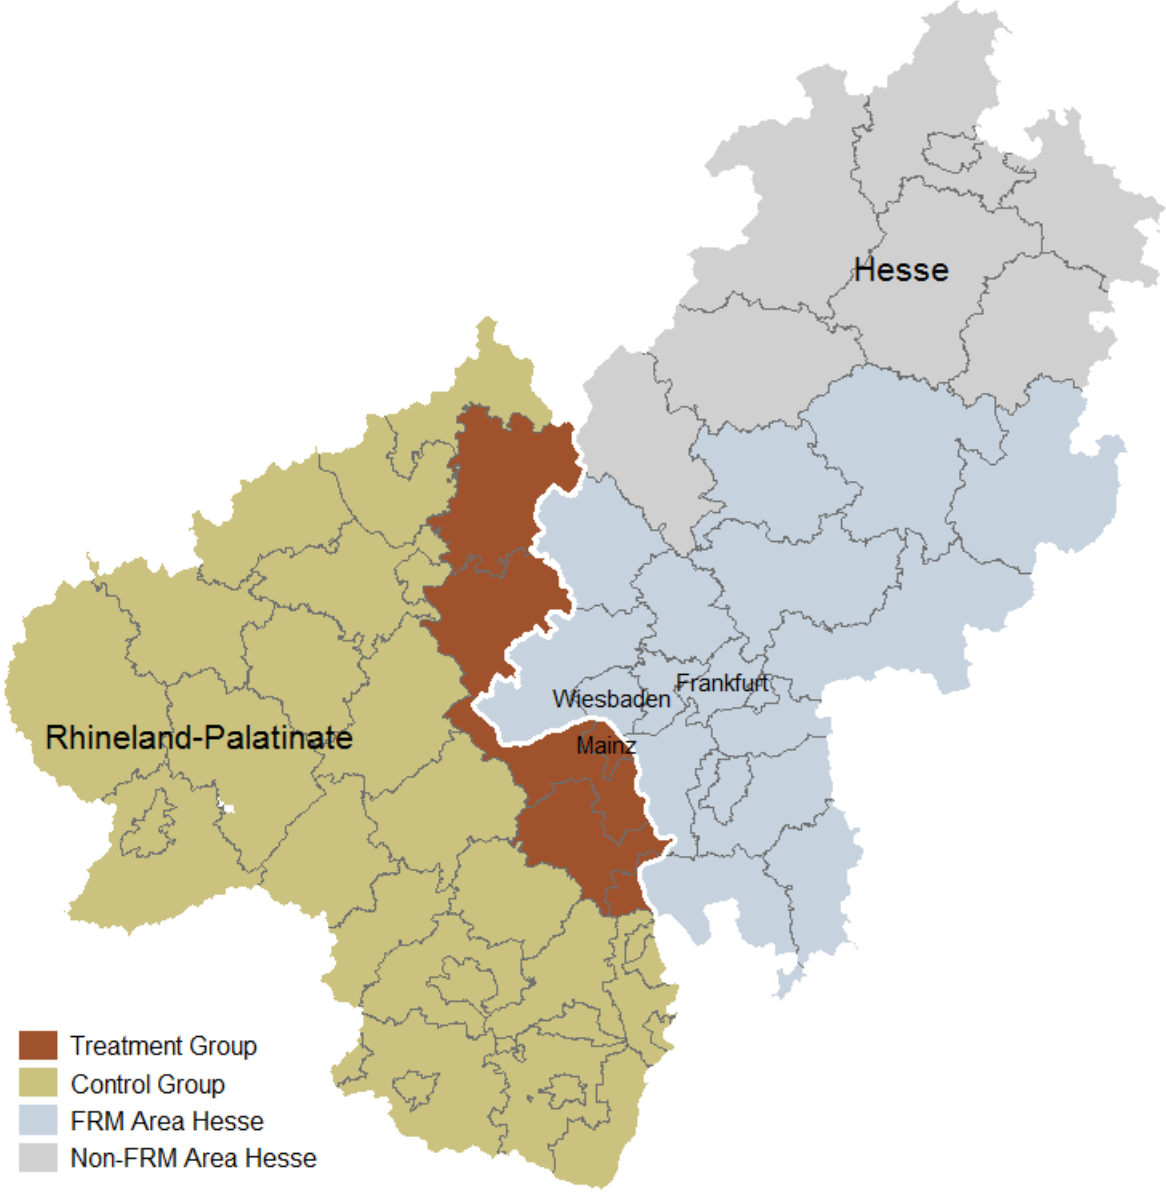 Hesse
Frankfurt
Wiesbaden
Rhineland-Palatinate
Mainz
Treatment Group
Control Group
FRM Area Hesse
Non-FRM Area Hesse